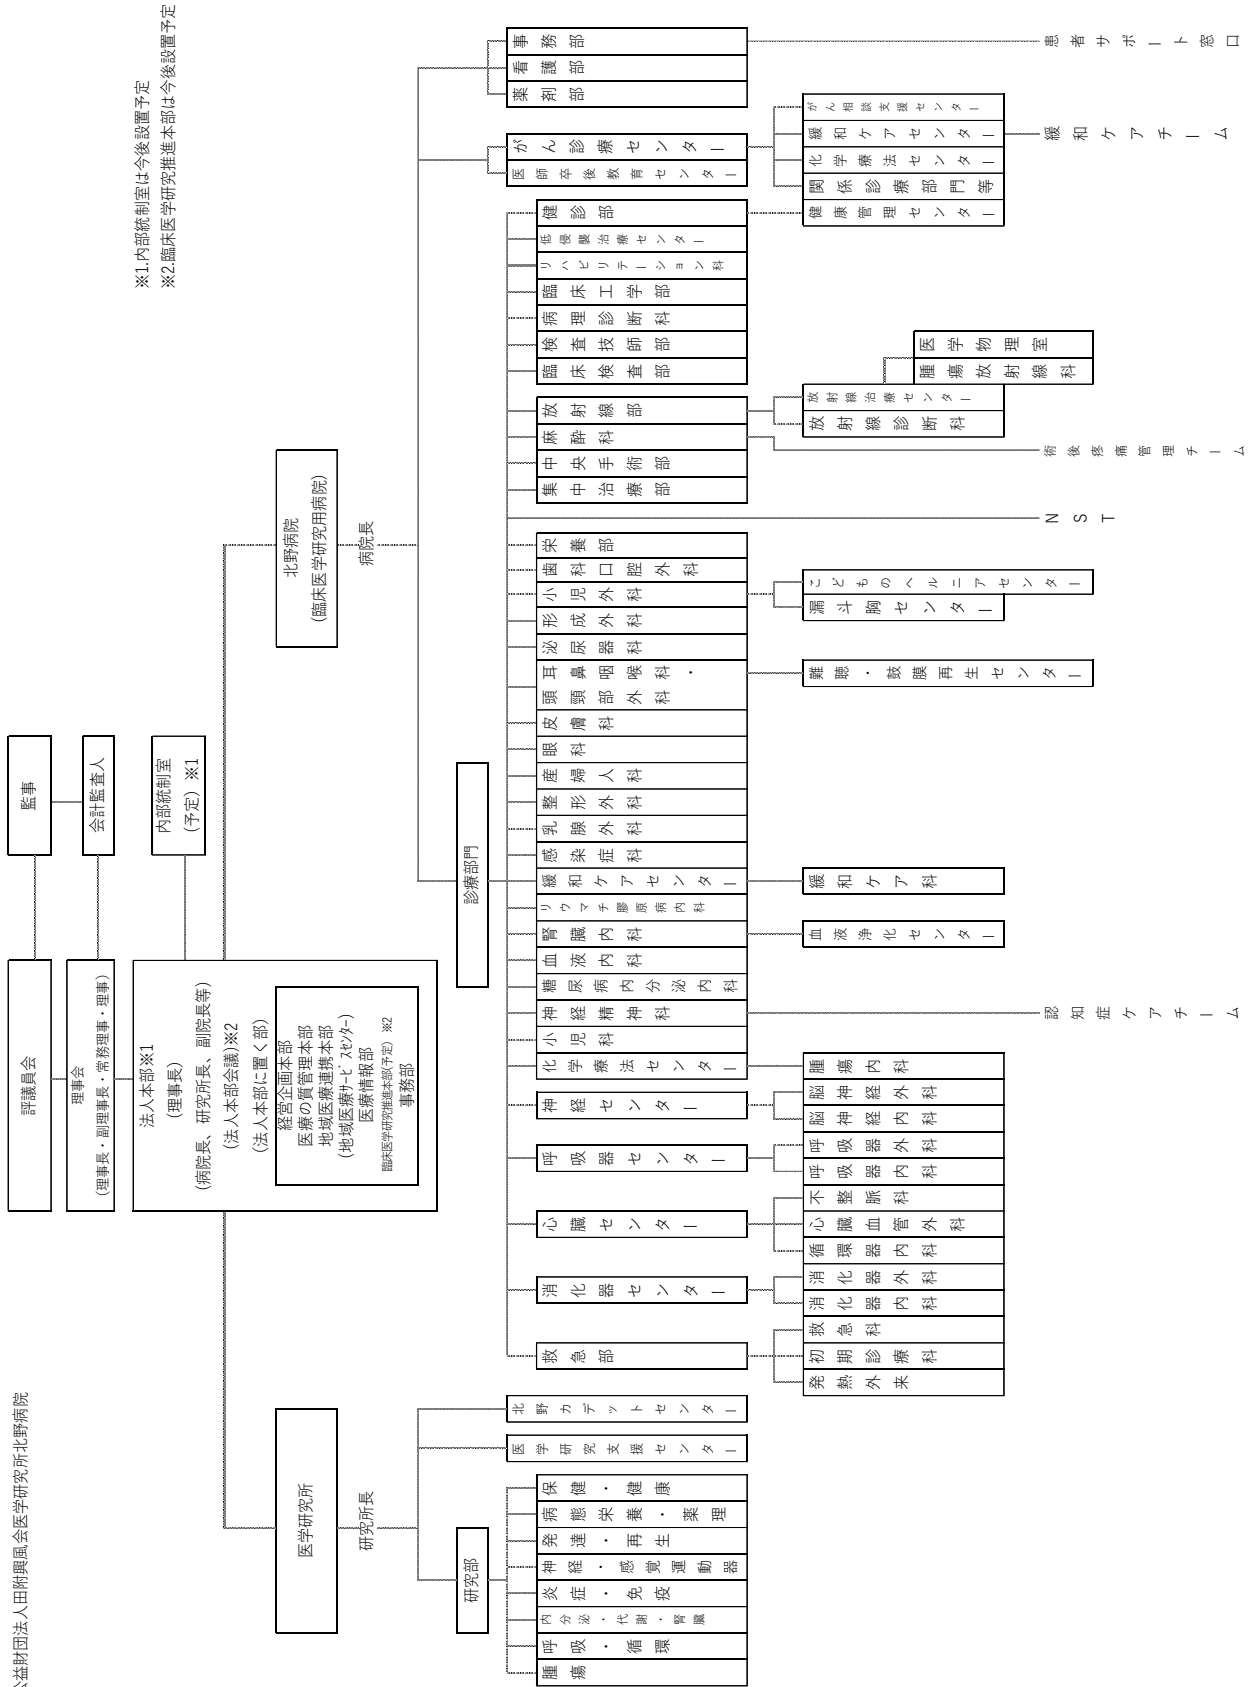 公益財団法人田附興風会医学研究所北野病院
※1.内部統制室は今後設置予定
※2.臨床医学研究推進本部は今後設置予定
評議員会
監事
理事会
(理事長・副理事長・常務理事・理事)
会計監査人
法人本部※1
(理事長)
(病院長、研究所長、副院長等)
(法人本部会議)※2
(法人本部に置く部)
経営企画本部
医療の質管理本部
地域医療連携本部
(地域医療サービスセンター)
医療情報部
臨床医学研究推進本部(予定) ※2
事務部
内部統制室
(予定) ※1
医学研究所
研究所長
北野病院
(臨床医学研究用病院)
病院長
研究部
腫瘍
呼吸・循環
内分泌・代謝・腎臓
炎症・免疫
神経・感覚運動器
発達・再生
病態栄養・薬理
保健・健康
医学研究支援センター
北野カデットセンター
診療部門
救急部
発熱外来
初期診療科
救急科
消化器センター
消化器内科
消化器外科
心臓センター
循環器内科
心臓血管外科
不整脈科
呼吸器センター
呼吸器内科
呼吸器外科
神経センター
脳神経内科
脳神経外科
化学療法センター
腫瘍内科
小児科
神経精神科
認知症ケアチーム
糖尿病内分泌内科
血液内科
腎臓内科
血液浄化センター
リウマチ膠原病内科
緩和ケアセンター
緩和ケア科
感染症科
乳腺外科
整形外科
産婦人科
眼科
皮膚科
耳鼻咽喉科・
頭頸部外科
難聴・鼓膜再生センター
泌尿器科
形成外科
小児外科
漏斗胸センター
こどものヘルニアセンター
歯科口腔外科
栄養部
NST
集中治療部
中央手術部
麻酔科
術後疼痛管理チーム
放射線部
放射線診断科
放射線治療センター
腫瘍放射線科
医学物理室
臨床検査部
検査技師部
病理診断科
臨床工学部
リハビリテーション科
低侵襲治療センター
健診部
健康管理センター
医師卒後教育センター
がん診療センター
関係診療部門等
化学療法センター
緩和ケアセンター
緩和ケアチーム
がん相談支援センター
薬剤部
看護部
事務部
患者サポート窓口